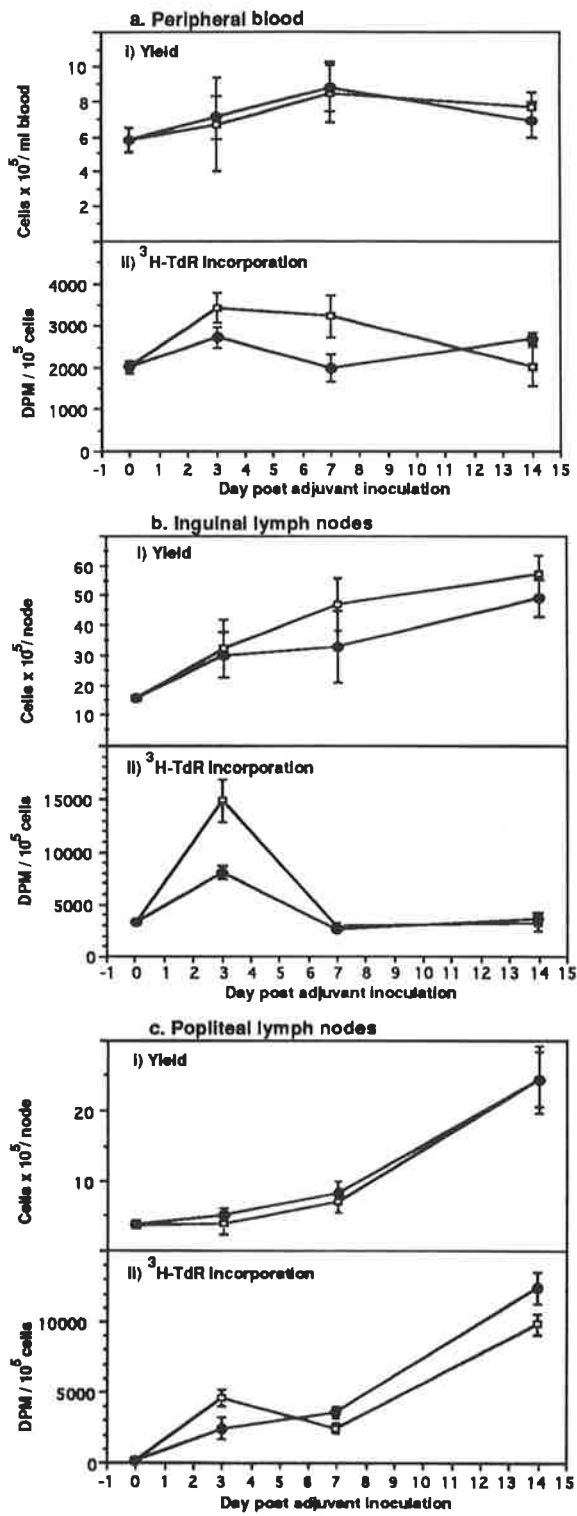 a. Peripheral blood
i) Yield
10
8
6
4
2
Cells x 10⁵/ ml blood
ii) ³H-TdR Incorporation
4000
3000
2000
1000
0
DPM / 10⁵ cells
-1 0 1 2 3 4 5 6 7 8 9 10 11 12 13 14 15
Day post adjuvant inoculation
b. Inguinal lymph nodes
i) Yield
60
50
40
30
20
10
Cells x 10⁵/ node
ii) ³H-TdR Incorporation
15000
10000
5000
0
DPM / 10⁵ cells
-1 0 1 2 3 4 5 6 7 8 9 10 11 12 13 14 15
Day post adjuvant inoculation
c. Popliteal lymph nodes
i) Yield
20
10
Cells x 10⁵/ node
ii) ³H-TdR Incorporation
10000
5000
0
DPM / 10⁵ cells
-1 0 1 2 3 4 5 6 7 8 9 10 11 12 13 14 15
Day post adjuvant inoculation